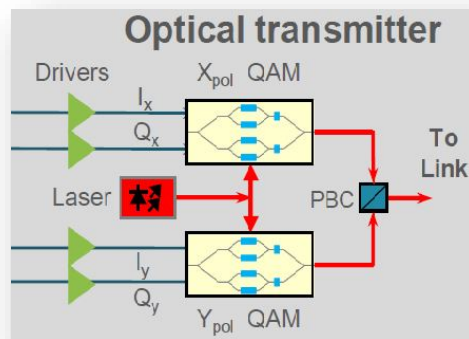 Optical transmitter
Drivers
Xpol QAM
Ix
Qx
To
Link
Laser
PBC
Iy
Qy
Ypol QAM